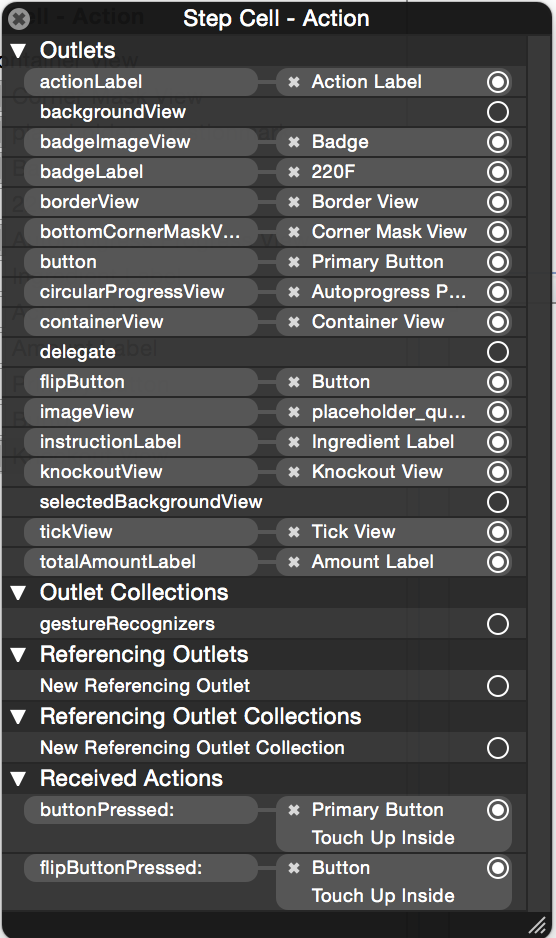 Step Cell - Action
▼ Outlets
actionLabel ✖ Action Label
backgroundView
badgeImageView ✖ Badge
badgeLabel ✖ 220F
borderView ✖ Border View
bottomCornerMaskV... ✖ Corner Mask View
button ✖ Primary Button
circularProgressView ✖ Autoprogress P...
containerView ✖ Container View
delegate
flipButton ✖ Button
imageView ✖ placeholder_qu...
instructionLabel ✖ Ingredient Label
knockoutView ✖ Knockout View
selectedBackgroundView
tickView ✖ Tick View
totalAmountLabel ✖ Amount Label
▼ Outlet Collections
gestureRecognizers
▼ Referencing Outlets
New Referencing Outlet
▼ Referencing Outlet Collections
New Referencing Outlet Collection
▼ Received Actions
buttonPressed: ✖ Primary Button
Touch Up Inside
flipButtonPressed: ✖ Button
Touch Up Inside